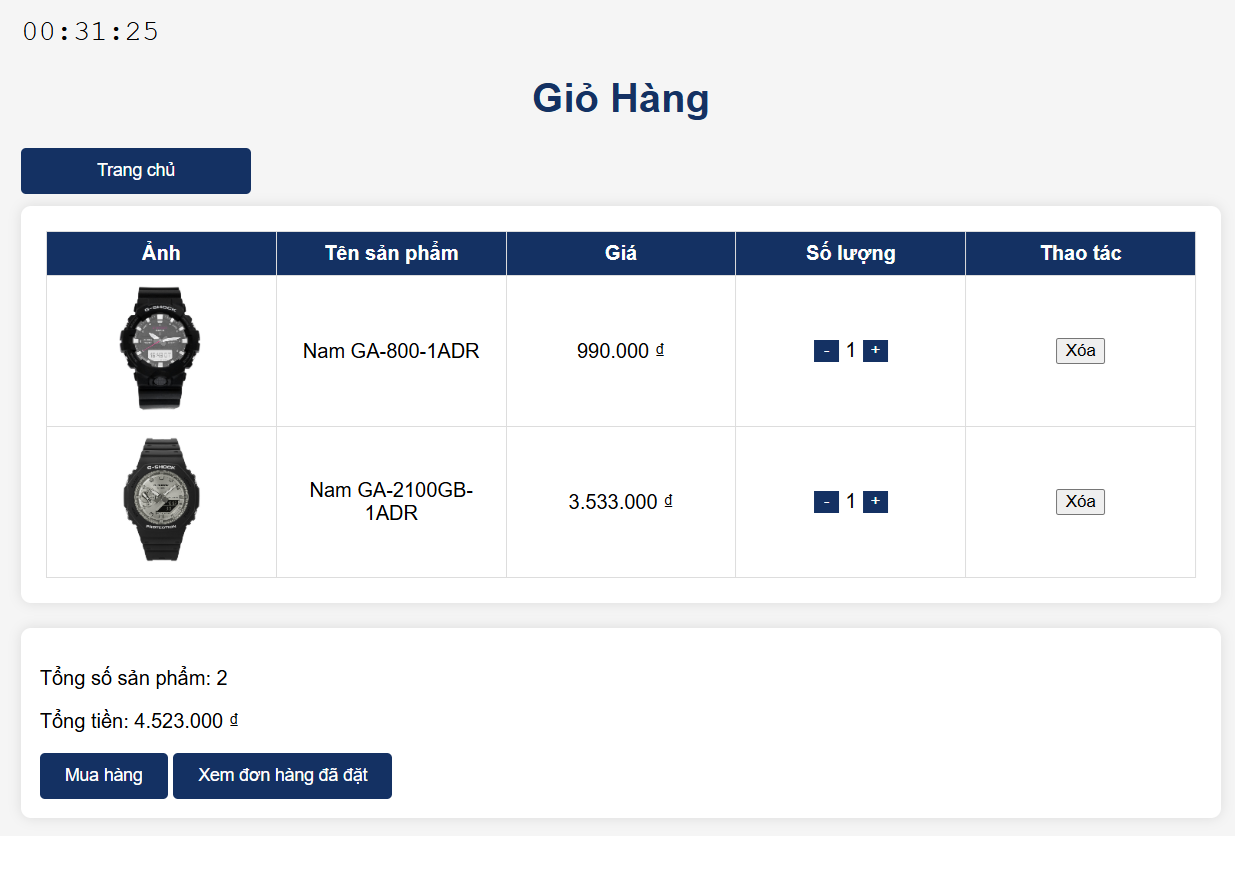 00:31:25
Giỏ Hàng
Trang chủ
Ảnh Tên sản phẩm Giá Số lượng Thao tác
G-SHOCK
Nam GA-800-1ADR 990.000 ₫ - 1 + Xóa
G-SHOCK
PROTECTION
Nam GA-2100GB-
1ADR
3.533.000 ₫ - 1 + Xóa
Tổng số sản phẩm: 2
Tổng tiền: 4.523.000 ₫
Mua hàng Xem đơn hàng đã đặt